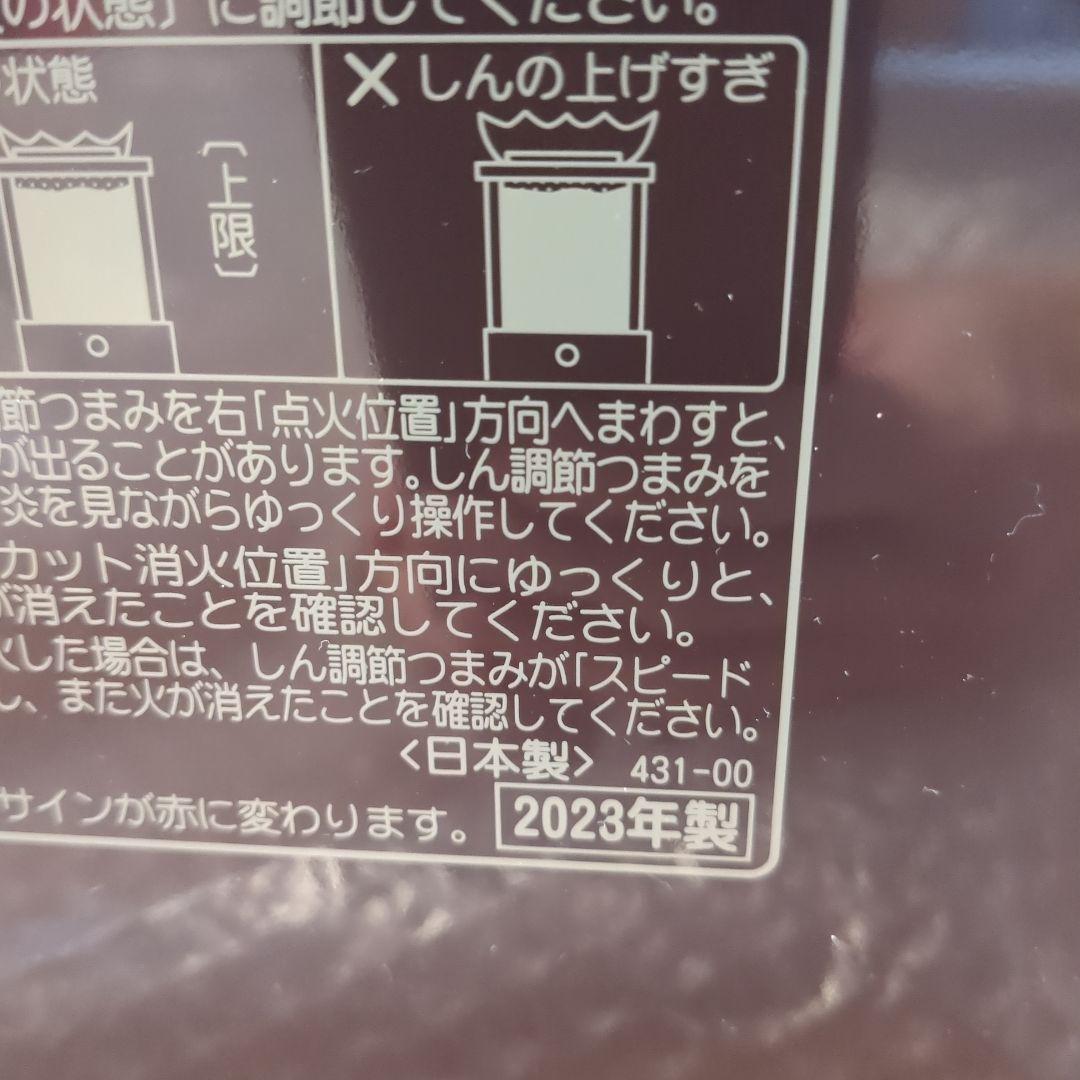 の状態〕に調節してください。
状態
〔上限〕
× しんの上げすぎ
節つまみを右「点火位置」方向へまわすと、
が出ることがあります。しん調節つまみを
炎を見ながらゆっくり操作してください。
カット消火位置」方向にゆっくりと、
が消えたことを確認してください。
火した場合は、しん調節つまみが「スピード
し、また火が消えたことを確認してください。
<日本製> 431-00
サインが赤に変わります。
2023年製